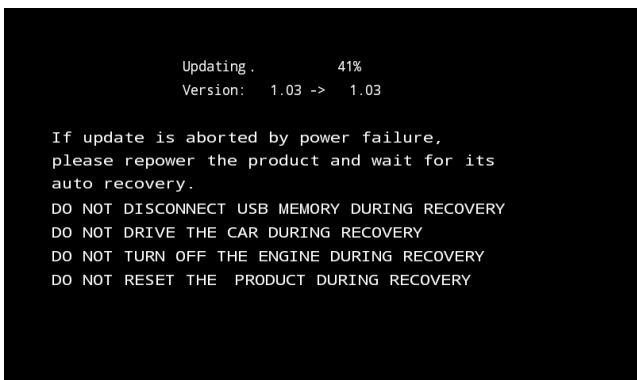 Updating. 41%
Version: 1.03 -> 1.03
If update is aborted by power failure,
please repower the product and wait for its
auto recovery.
DO NOT DISCONNECT USB MEMORY DURING RECOVERY
DO NOT DRIVE THE CAR DURING RECOVERY
DO NOT TURN OFF THE ENGINE DURING RECOVERY
DO NOT RESET THE PRODUCT DURING RECOVERY